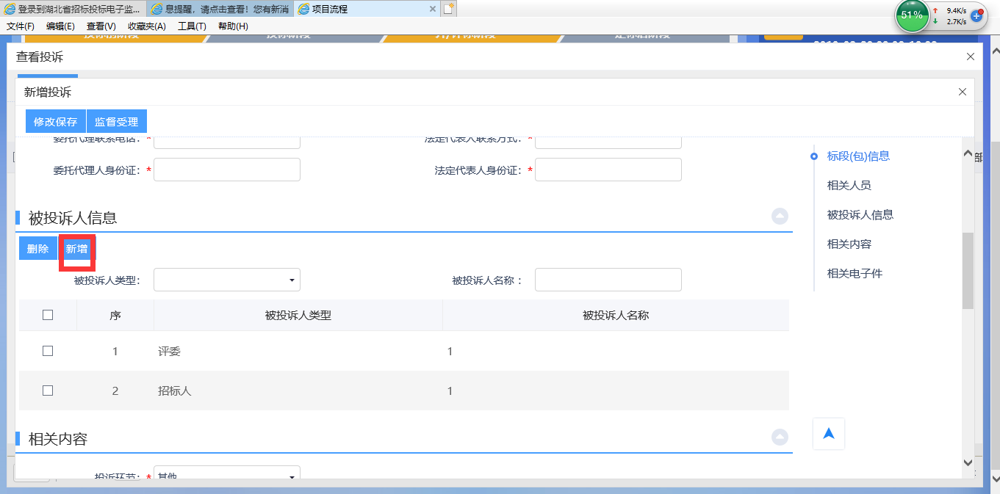 登录到湖北省招标投标电子监...
息提醒，请点击查看！您有新消
项目流程
51%
9.4K/s
2.7K/s
文件(F) 编辑(E) 查看(V) 收藏夹(A) 工具(T) 帮助(H)
查看投诉
新增投诉
修改保存 监督受理
委托代理联系电话： *
法定代表人联系方式： *
委托代理人身份证： *
法定代表人身份证： *
标段(包)信息
相关人员
被投诉人信息
相关内容
相关电子件
部
被投诉人信息
删除 新增
被投诉人类型：
被投诉人名称 ：
序 被投诉人类型 被投诉人名称
1 评委 1
2 招标人 1
相关内容
投诉环节： * 其他